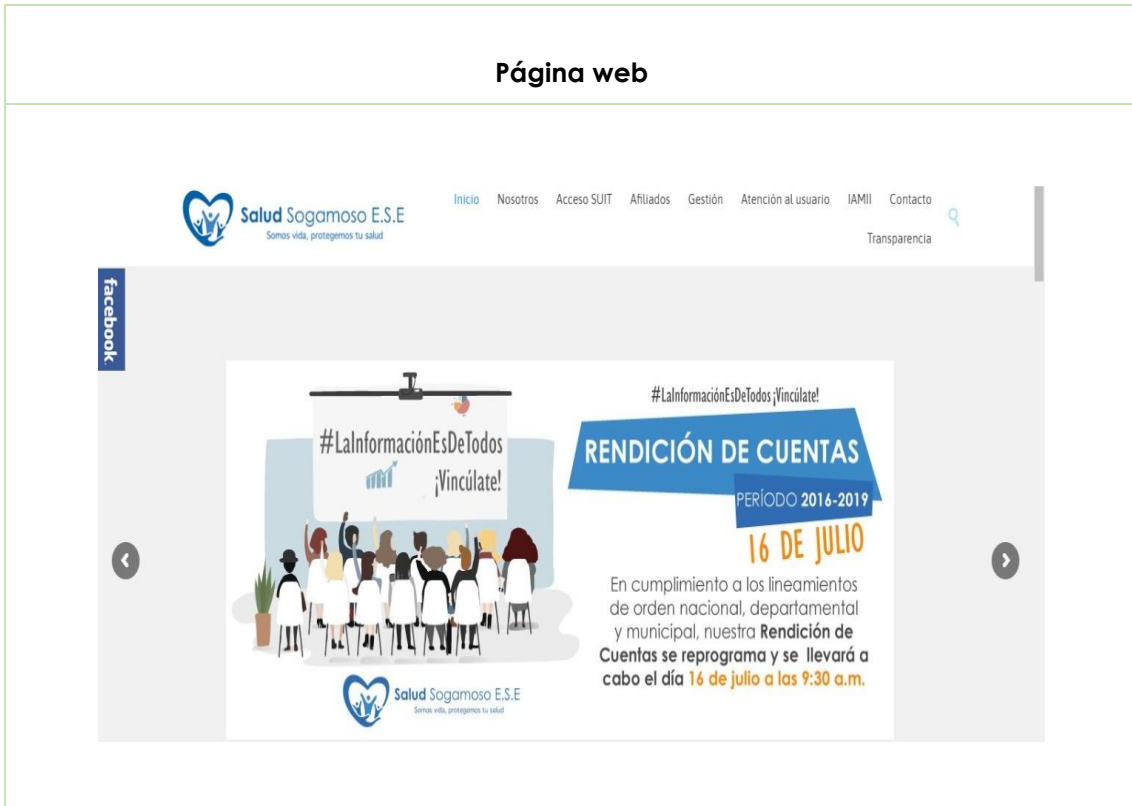 Página web
Salud Sogamoso E.S.E
Somos vida, protegemos tu salud
Inicio Nosotros Acceso SUIT Afiliados Gestión Atención al usuario IAMII Contacto
Transparencia
facebook.
#LaInformaciónEsDeTodos
¡Vincúlate!
#LaInformaciónEsDeTodos ¡Vincúlate!
RENDICIÓN DE CUENTAS
PERÍODO 2016-2019
16 DE JULIO
En cumplimiento a los lineamientos
de orden nacional, departamental
y municipal, nuestra Rendición de
Cuentas se reprograma y se llevará a
cabo el día 16 de julio a las 9:30 a.m.
Salud Sogamoso E.S.E
Somos vida, protegemos tu salud